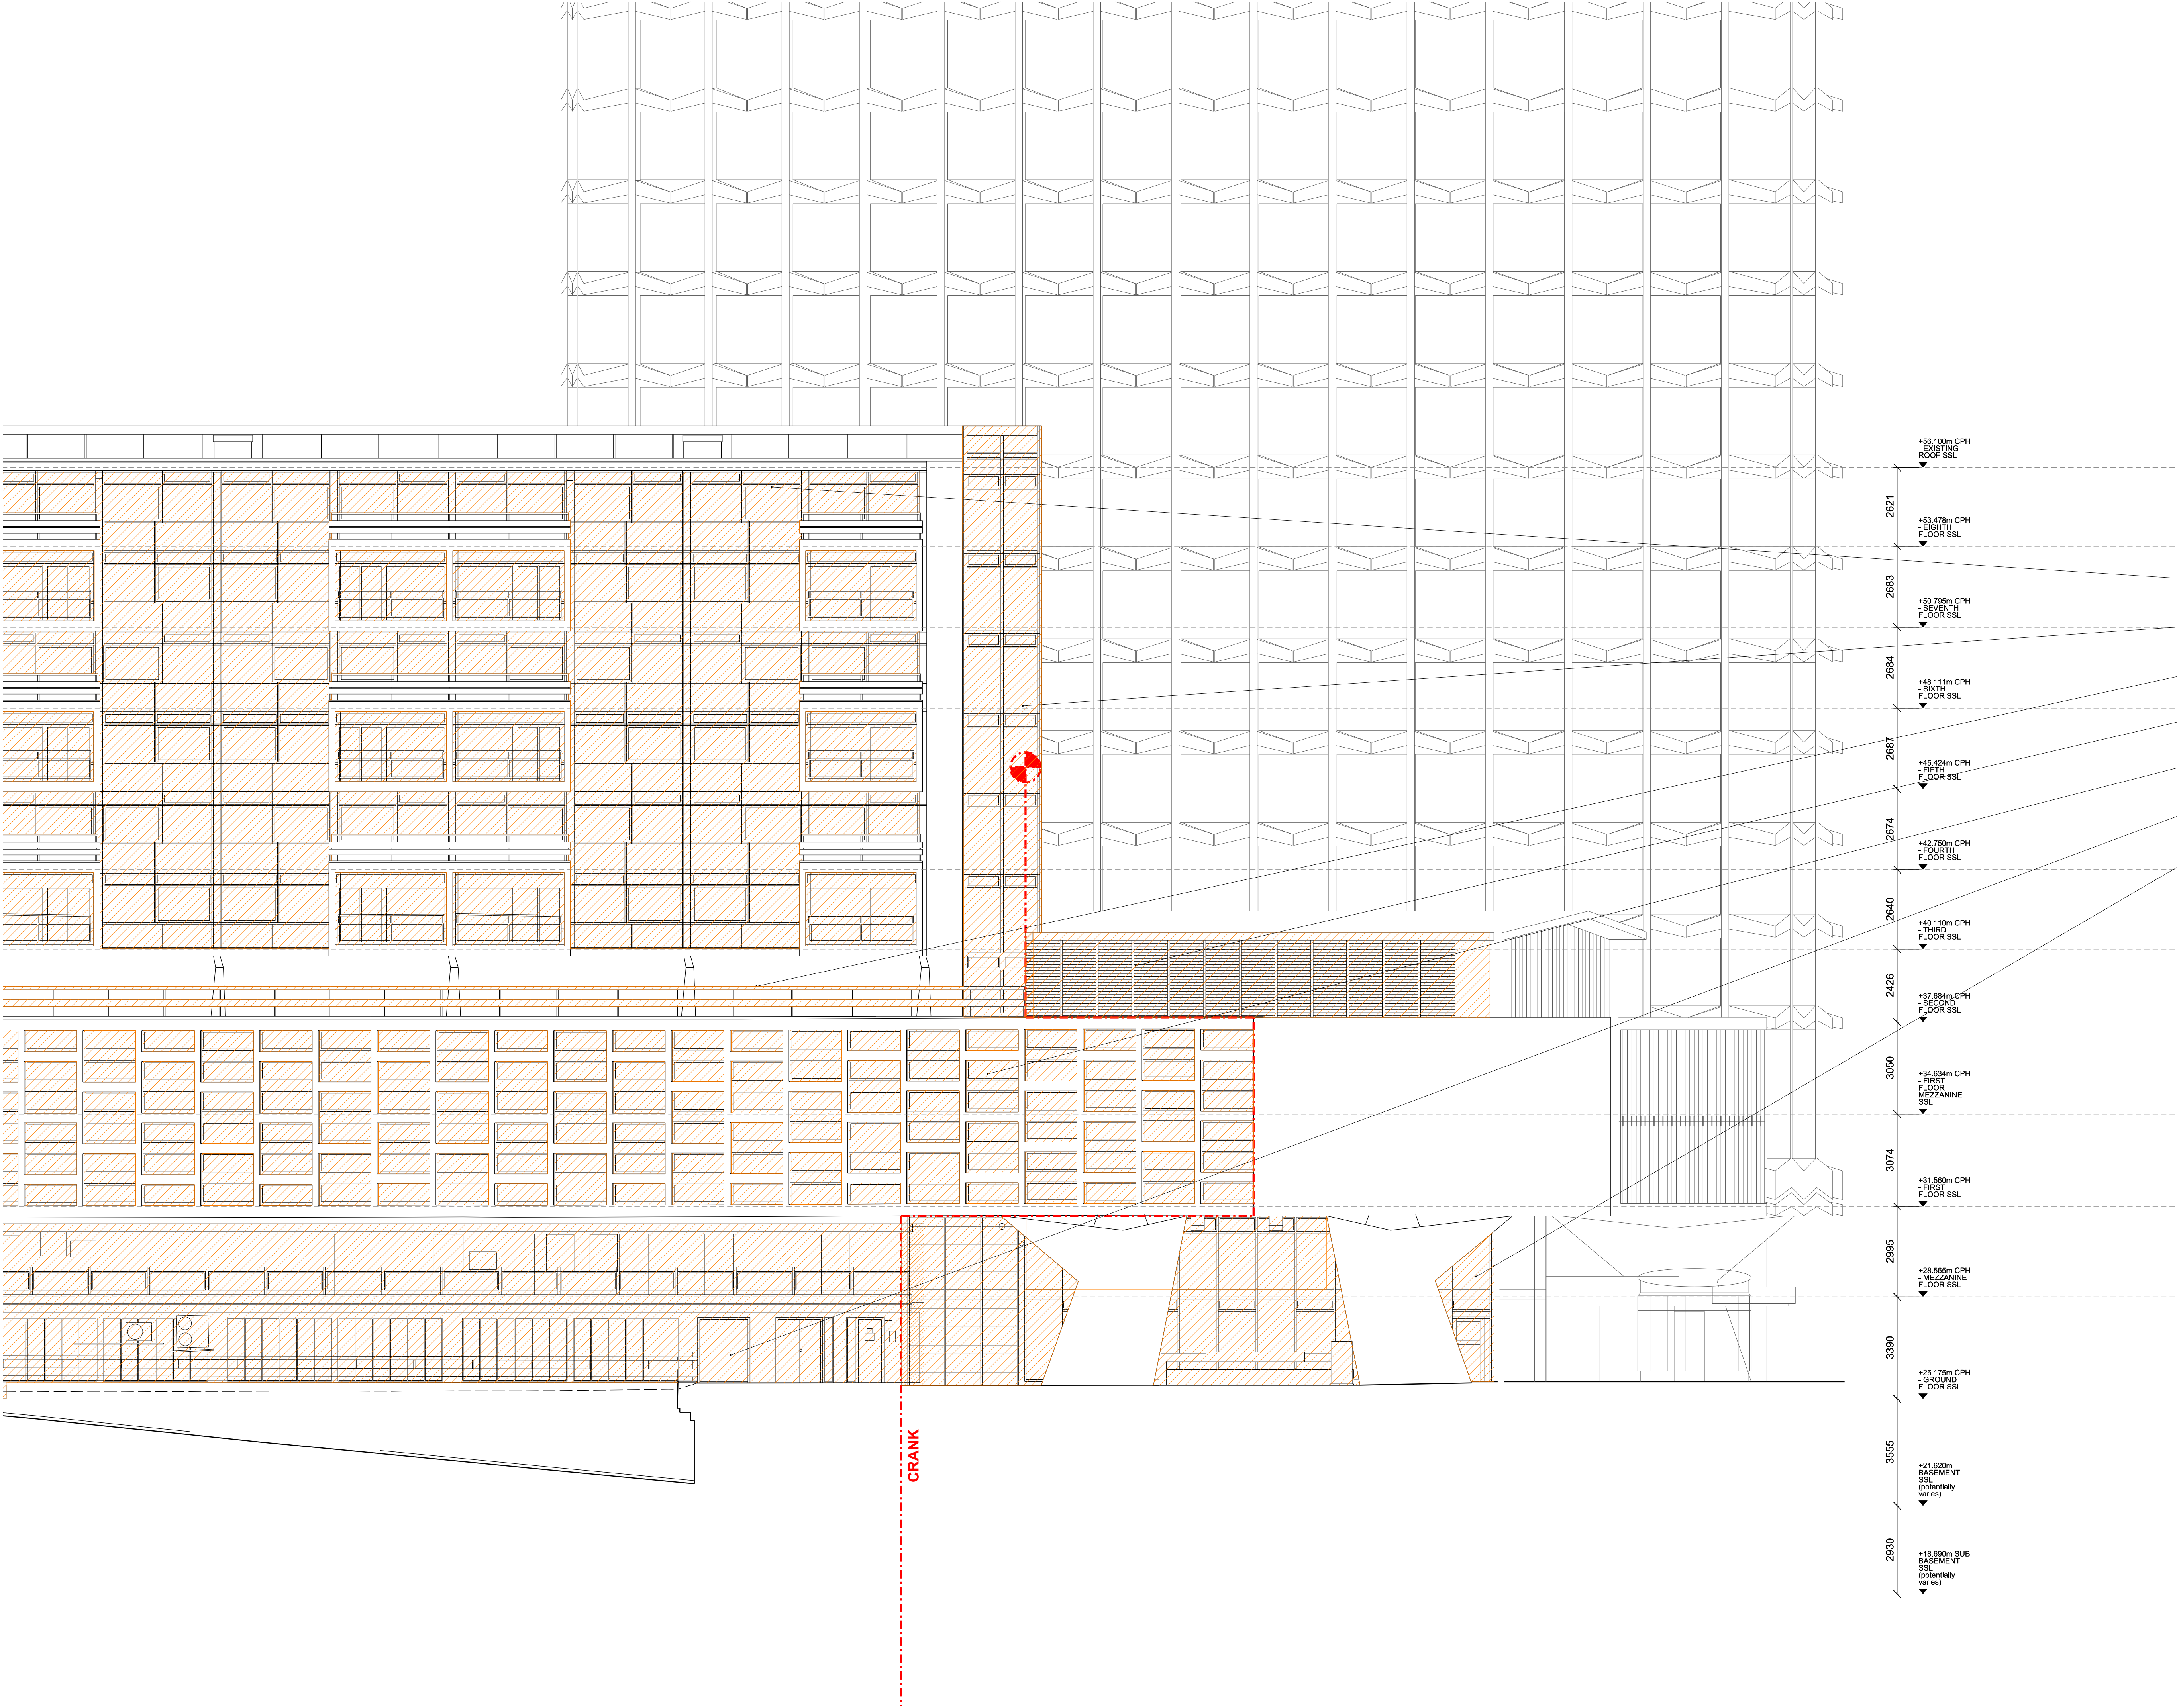 +56.100m CPH
- EXISTING
ROOF SSL
2621
+53.478m CPH
- EIGHTH
FLOOR SSL
2683
+50.795m CPH
- SEVENTH
FLOOR SSL
2684
+48.111m CPH
- SIXTH
FLOOR SSL
2687
+45.424m CPH
- FIFTH
FLOOR SSL
2674
+42.750m CPH
- FOURTH
FLOOR SSL
2640
+40.110m CPH
- THIRD
FLOOR SSL
2426
+37.684m CPH
- SECOND
FLOOR SSL
3050
+34.634m CPH
- FIRST
FLOOR
MEZZANINE
SSL
3074
+31.560m CPH
- FIRST
FLOOR SSL
2995
+28.565m CPH
- MEZZANINE
FLOOR SSL
3390
+25.175m CPH
- GROUND
FLOOR SSL
CRANK
3555
+21.620m
BASEMENT
SSL
(potentially
varies)
2930
+18.690m SUB
BASEMENT
SSL
(potentially
varies)